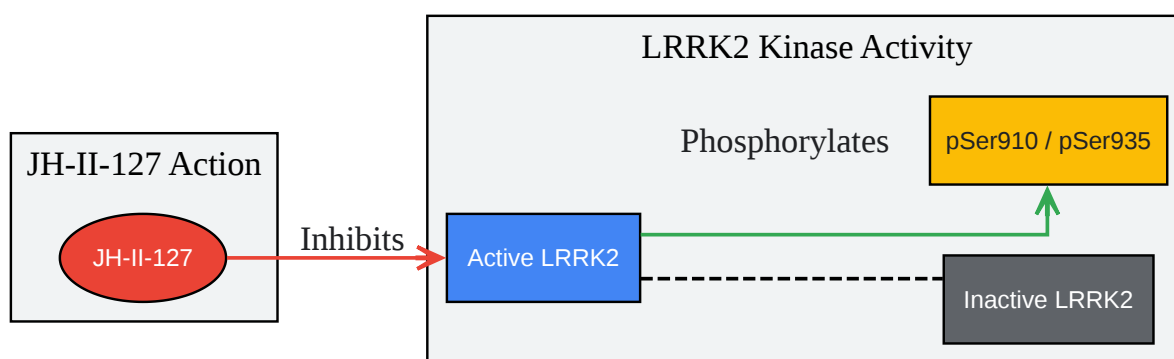 LRRK2 Kinase Activity
JH-II-127 Action
Phosphorylates
pSer910 / pSer935
JH-II-127
Inhibits
Active LRRK2
Inactive LRRK2